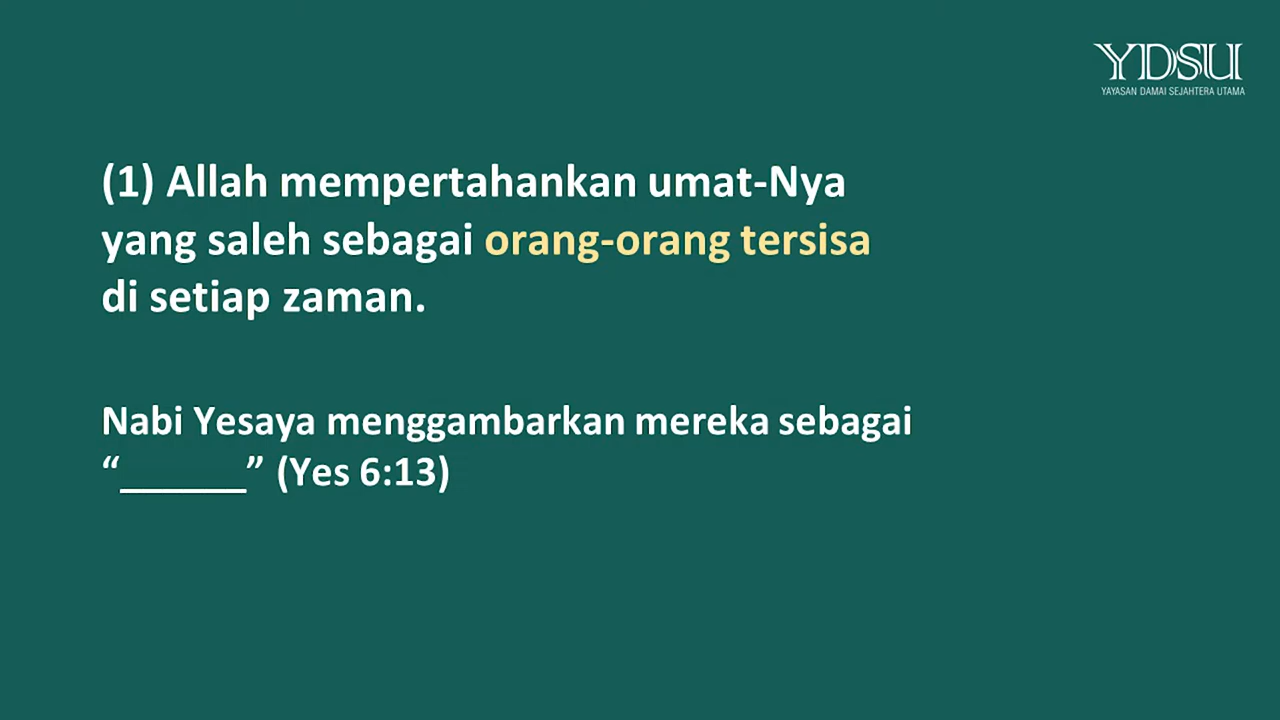 YDSU
YAYASAN DAMAI SEJAHTERA UTAMA
(1) Allah mempertahankan umat-Nya
yang saleh sebagai orang-orang tersisa
di setiap zaman.
Nabi Yesaya menggambarkan mereka sebagai
“______” (Yes 6:13)